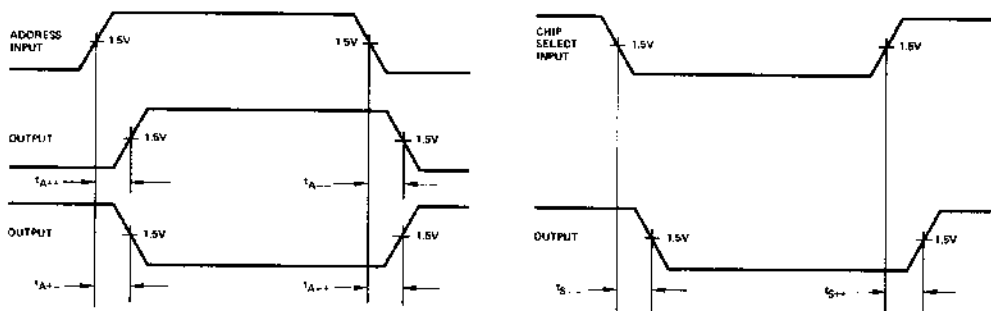 ADDRESS
INPUT
1.5V
1.5V
OUTPUT
1.5V
1.5V
tA++
tA--
OUTPUT
1.5V
1.5V
tA+-
CHIP
SELECT
INPUT
1.5V
1.5V
OUTPUT
1.5V
1.5V
tS--
tS++